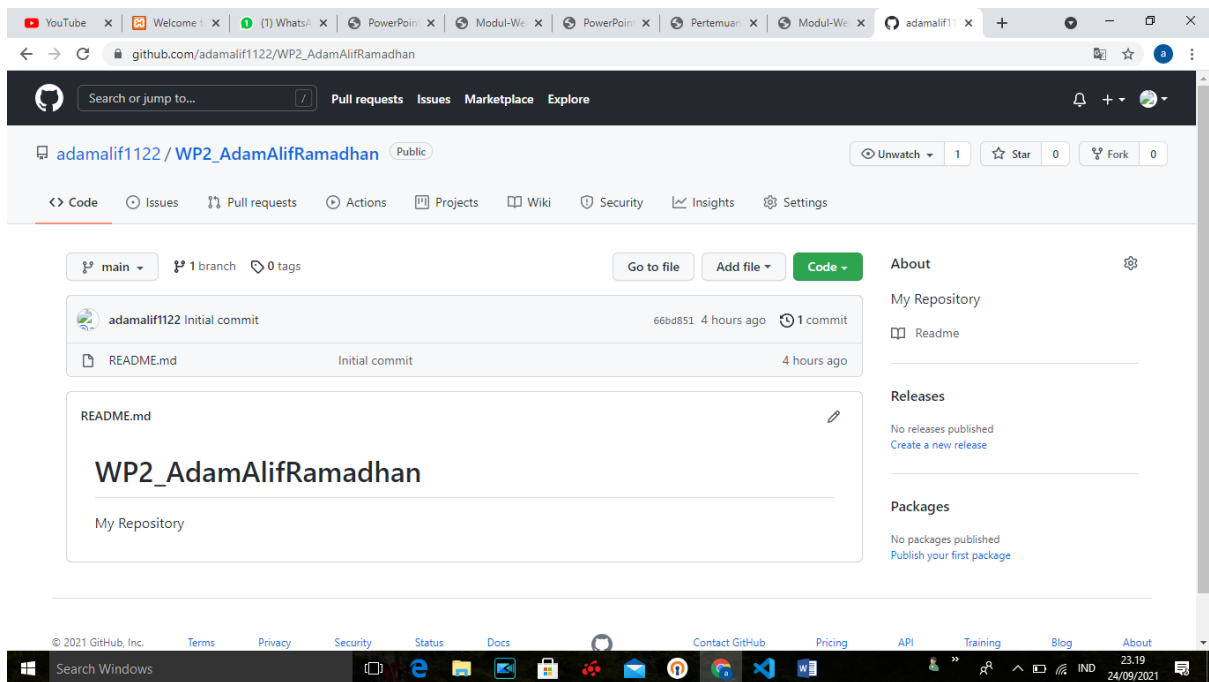 YouTube Welcome t (1) WhatsA PowerPoin Modul-We PowerPoin Pertemuan Modul-We adamalif11
github.com/adamalif1122/WP2_AdamAlifRamadhan a
Search or jump to... / Pull requests Issues Marketplace Explore
adamalif1122 / WP2_AdamAlifRamadhan Public Unwatch 1 Star 0 Fork 0
Code Issues Pull requests Actions Projects Wiki Security Insights Settings
main 1 branch 0 tags Go to file Add file Code
adamalif1122 Initial commit 66bd851 4 hours ago 1 commit
README.md Initial commit 4 hours ago
README.md
WP2_AdamAlifRamadhan
My Repository
About
My Repository
Readme
Releases
No releases published
Create a new release
Packages
No packages published
Publish your first package
© 2021 GitHub, Inc. Terms Privacy Security Status Docs Contact GitHub Pricing API Training Blog About
Search Windows IND 23.19
24/09/2021